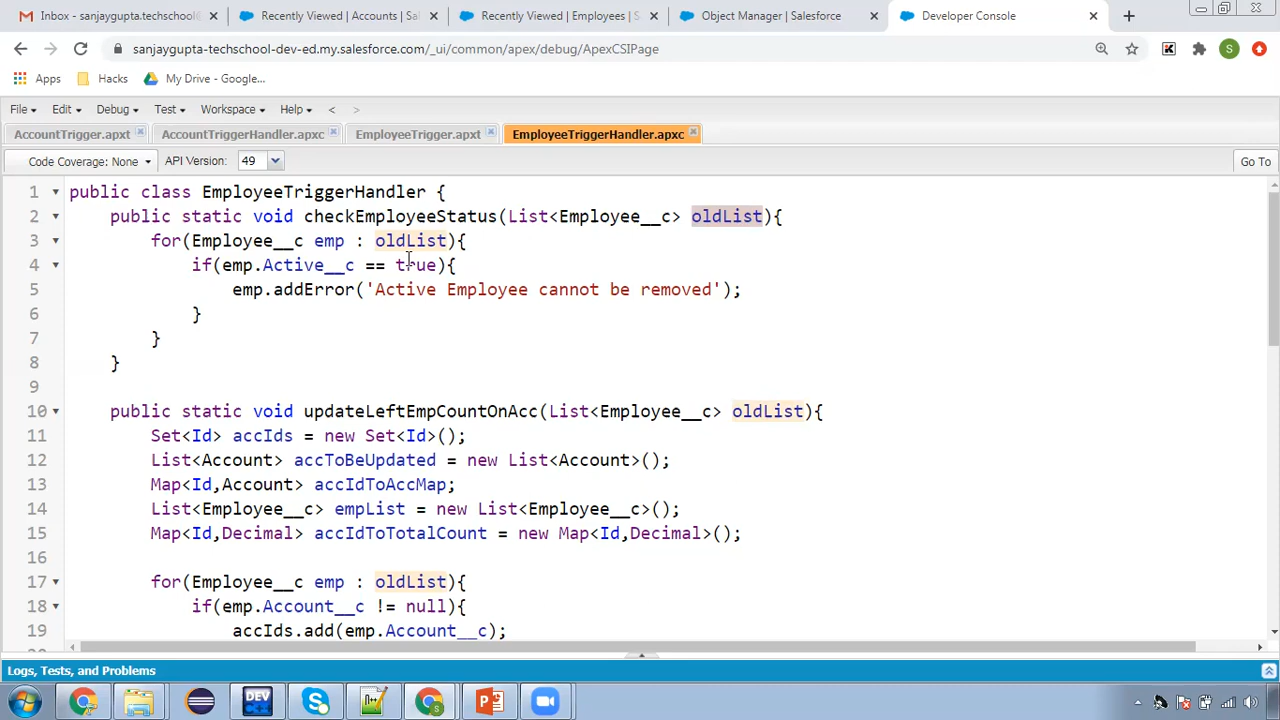 Inbox - sanjaygupta.techschool@
Recently Viewed | Accounts | Sal
Recently Viewed | Employees | S
Object Manager | Salesforce
Developer Console
sanjaygupta-techschool-dev-ed.my.salesforce.com/_ui/common/apex/debug/ApexCSIPage
S
Apps
Hacks
My Drive - Google...
File
Edit
Debug
Test
Workspace
Help
<
>
AccountTrigger.apxt
AccountTriggerHandler.apxc
EmployeeTrigger.apxt
EmployeeTriggerHandler.apxc
Code Coverage: None
API Version:
49
Go To
1 public class EmployeeTriggerHandler {
2 public static void checkEmployeeStatus(List<Employee__c> oldList){
3 for(Employee__c emp : oldList){
4 if(emp.Active__c == true){
5 emp.addError('Active Employee cannot be removed');
6 }
7 }
8 }
9
10 public static void updateLeftEmpCountOnAcc(List<Employee__c> oldList){
11 Set<Id> accIds = new Set<Id>();
12 List<Account> accToBeUpdated = new List<Account>();
13 Map<Id,Account> accIdToAccMap;
14 List<Employee__c> empList = new List<Employee__c>();
15 Map<Id,Decimal> accIdToTotalCount = new Map<Id,Decimal>();
16
17 for(Employee__c emp : oldList){
18 if(emp.Account__c != null){
19 accIds.add(emp.Account__c);
Logs, Tests, and Problems
DEV
C++